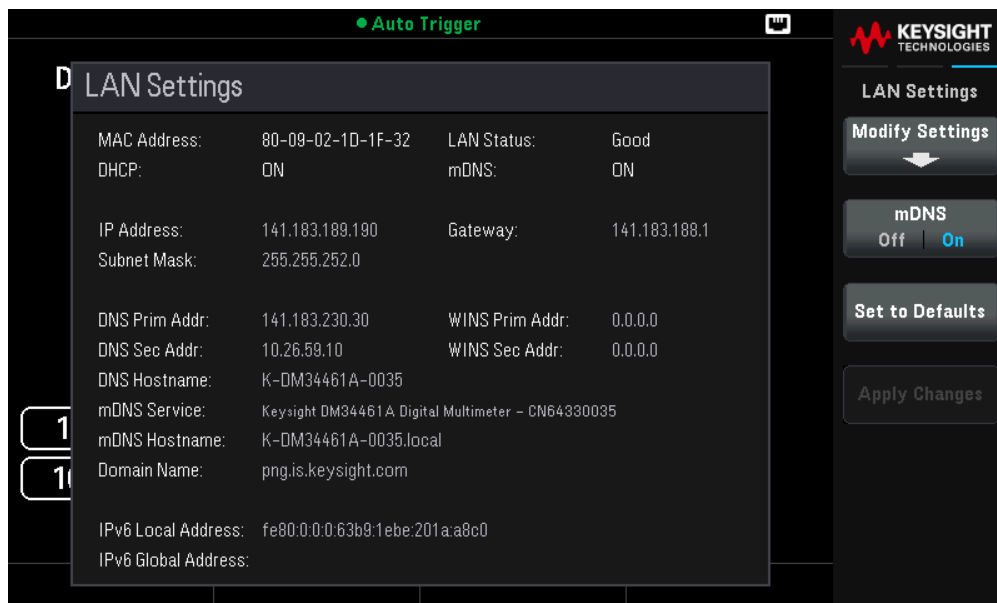 Auto Trigger
KEYSIGHT
TECHNOLOGIES
D
LAN Settings
MAC Address: 80-09-02-1D-1F-32 LAN Status: Good
DHCP: ON mDNS: ON
IP Address: 141.183.189.190 Gateway: 141.183.188.1
Subnet Mask: 255.255.252.0
DNS Prim Addr: 141.183.230.30 WINS Prim Addr: 0.0.0.0
DNS Sec Addr: 10.26.59.10 WINS Sec Addr: 0.0.0.0
DNS Hostname: K-DM34461A-0035
mDNS Service: Keysight DM34461A Digital Multimeter - CN64330035
mDNS Hostname: K-DM34461A-0035.local
Domain Name: png.is.keysight.com
IPv6 Local Address: fe80:0:0:0:63b9:1ebe:201a:a8c0
IPv6 Global Address:
1
10
LAN Settings
Modify Settings
mDNS
Off On
Set to Defaults
Apply Changes